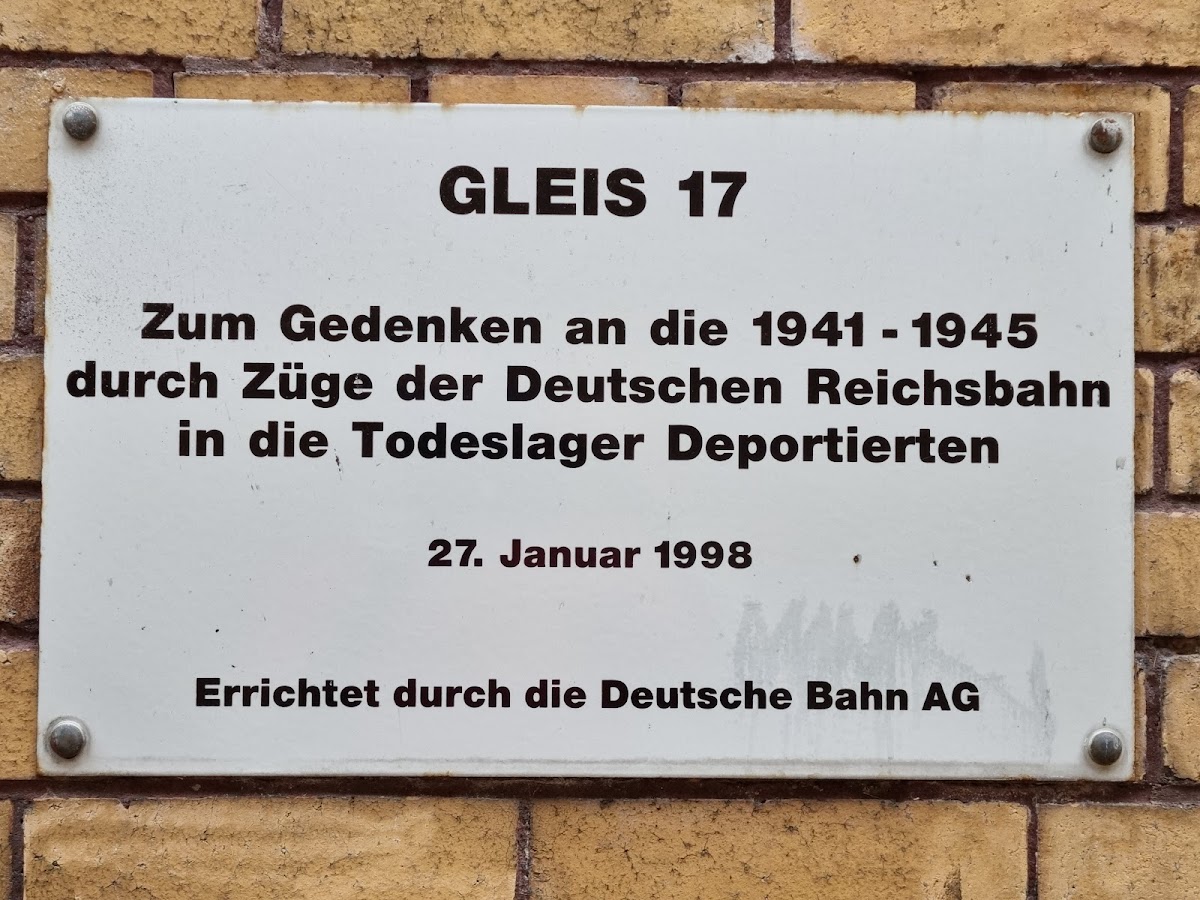 GLEIS 17
Zum Gedenken an die 1941 - 1945
durch Züge der Deutschen Reichsbahn
in die Todeslager Deportierten
27. Januar 1998
Errichtet durch die Deutsche Bahn AG